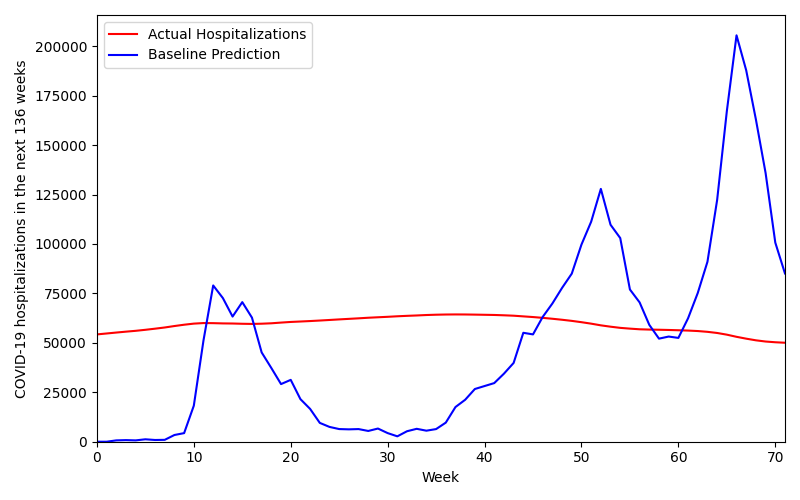 Actual Hospitalizations
Baseline Prediction
COVID-19 hospitalizations in the next 136 weeks
200000
175000
150000
125000
100000
75000
50000
25000
0
0 10 20 30 40 50 60 70
Week